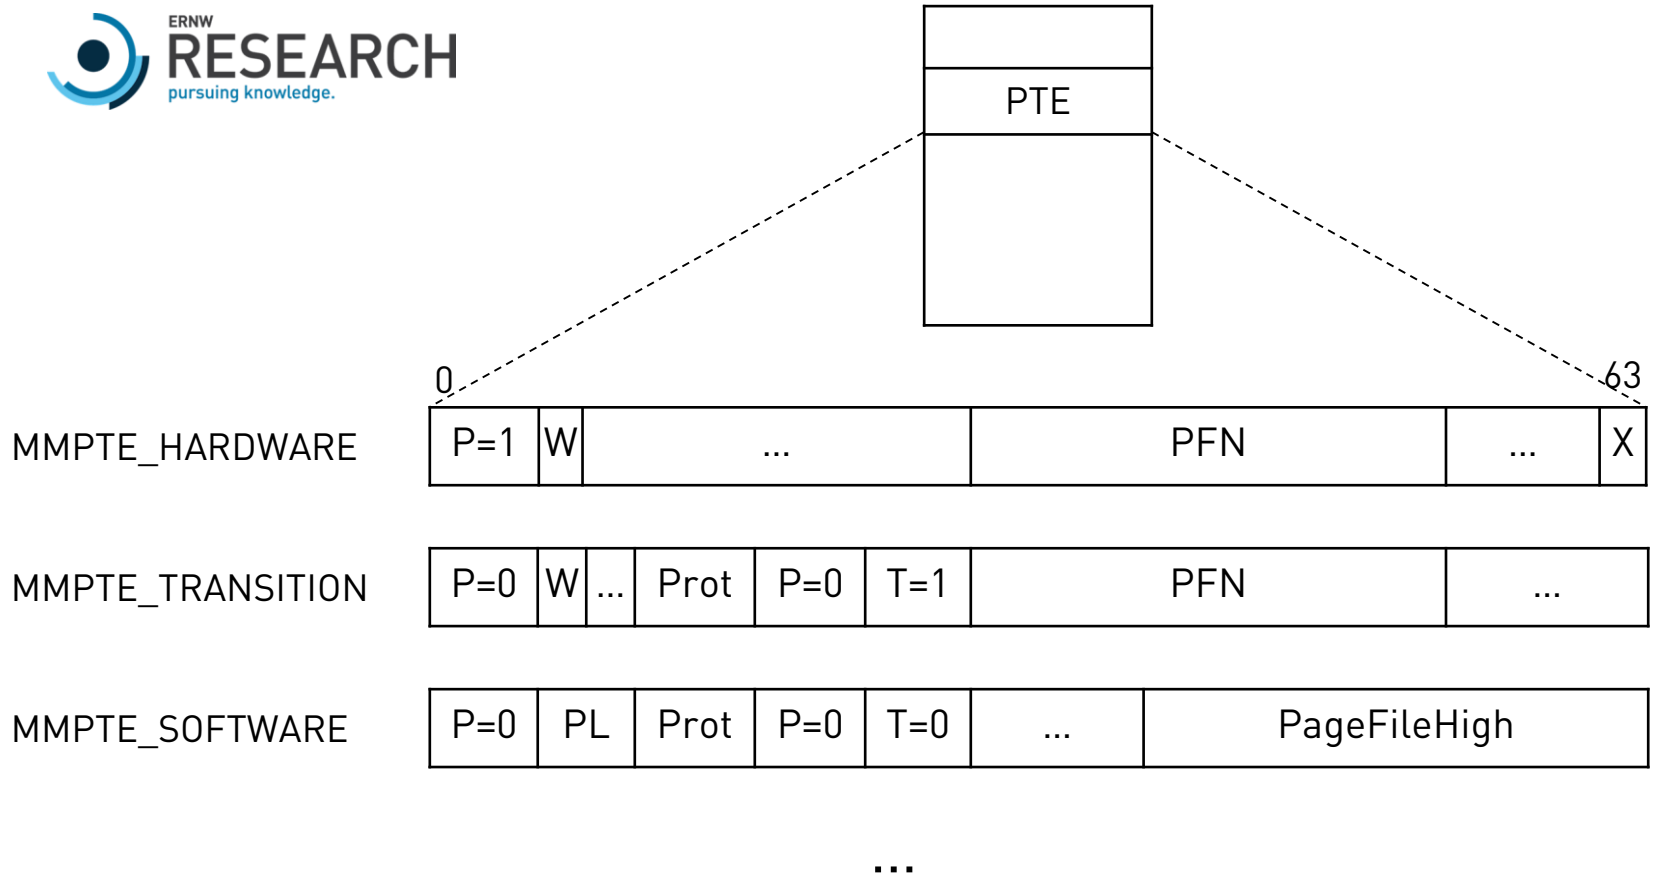 ERNW
RESEARCH
pursuing knowledge.
PTE
0 63
MMPTE_HARDWARE P=1 W ... PFN ... X
MMPTE_TRANSITION P=0 W ... Prot P=0 T=1 PFN ...
MMPTE_SOFTWARE P=0 PL Prot P=0 T=0 ... PageFileHigh
...